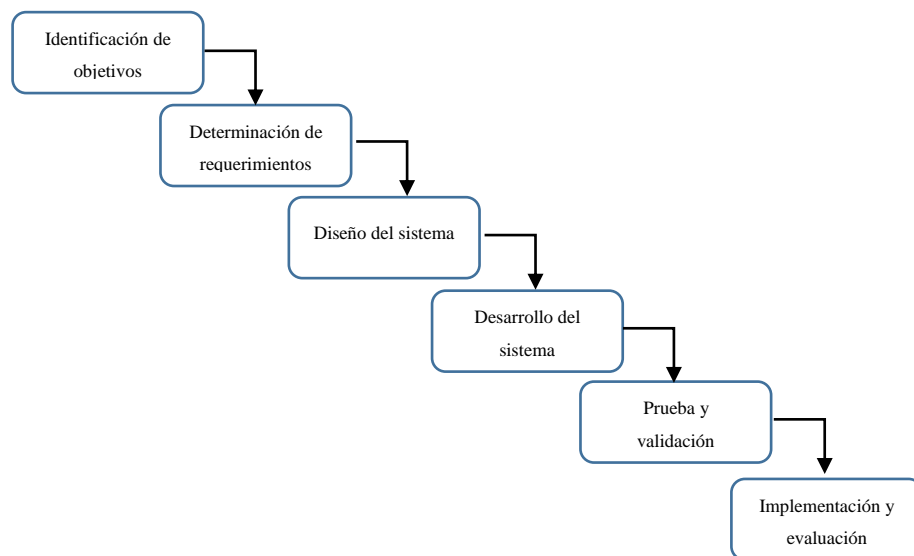 Identificación de
objetivos
Determinación de
requerimientos
Diseño del sistema
Desarrollo del
sistema
Prueba y
validación
Implementación y
evaluación